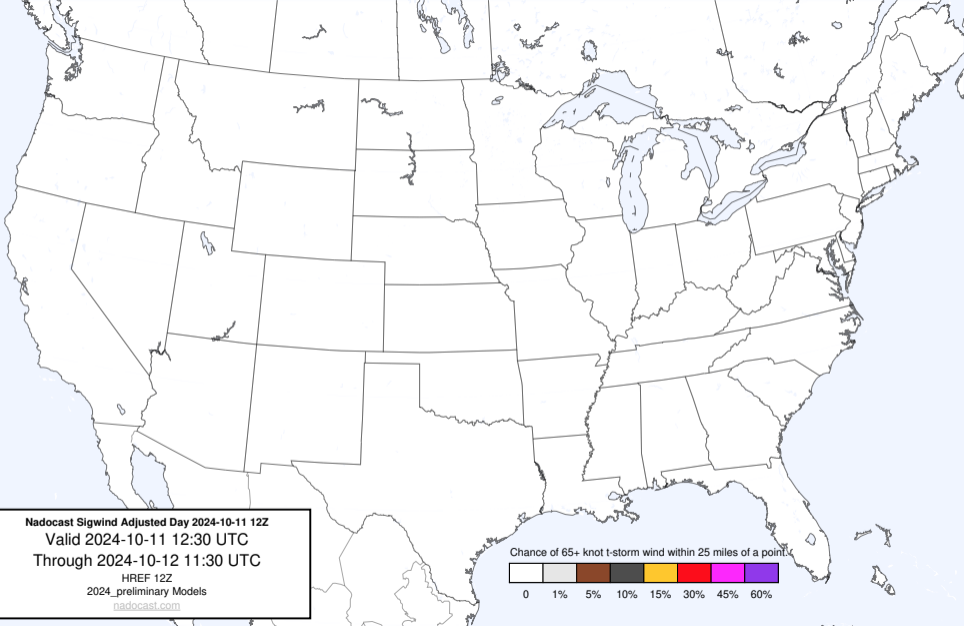 Nadocast Sigwind Adjusted Day 2024-10-11 12Z
Valid 2024-10-11 12:30 UTC
Through 2024-10-12 11:30 UTC
HREF 12Z
2024_preliminary Models
nadocast.com
Chance of 65+ knot t-storm wind within 25 miles of a point.
0 1% 5% 10% 15% 30% 45% 60%